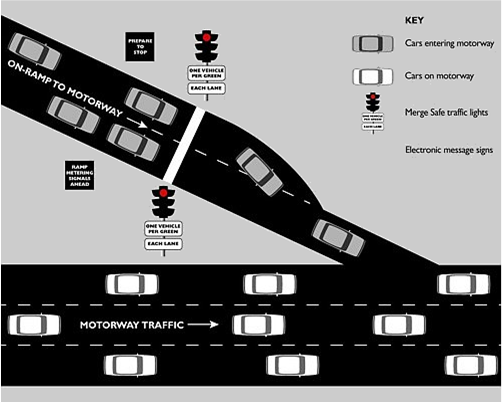 KEY
Cars entering motorway
Cars on motorway
Merge Safe traffic lights
Electronic message signs
PREPARE
TO
STOP
ONE VEHICLE
PER GREEN
EACH LANE
ON-RAMP TO MOTORWAY
RAMP
METERING
SIGNALS
AHEAD
ONE VEHICLE
PER GREEN
EACH LANE
MOTORWAY TRAFFIC
ONE VEHICLE
PER GREEN
EACH LANE